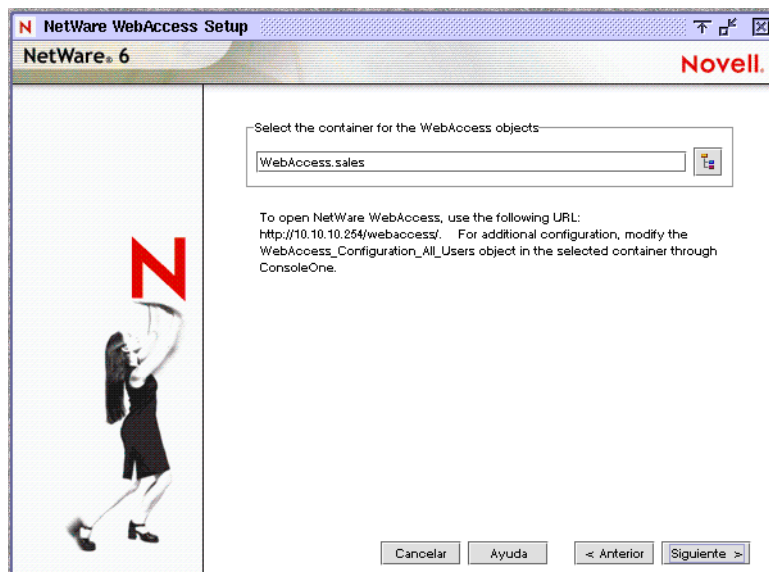 N NetWare WebAccess Setup
NetWare® 6
Novell.
Select the container for the WebAccess objects
WebAccess.sales
To open NetWare WebAccess, use the following URL:
http://10.10.10.254/webaccess/. For additional configuration, modify the
WebAccess_Configuration_All_Users object in the selected container through
ConsoleOne.
N
Cancelar Ayuda < Anterior Siguiente >